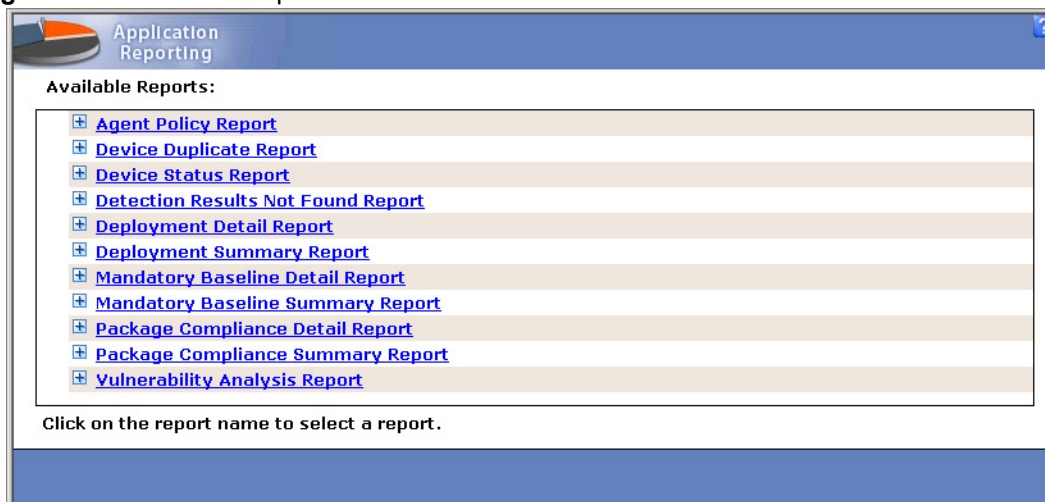 Application
Reporting
?
Available Reports:
Agent Policy Report
Device Duplicate Report
Device Status Report
Detection Results Not Found Report
Deployment Detail Report
Deployment Summary Report
Mandatory Baseline Detail Report
Mandatory Baseline Summary Report
Package Compliance Detail Report
Package Compliance Summary Report
Vulnerability Analysis Report
Click on the report name to select a report.